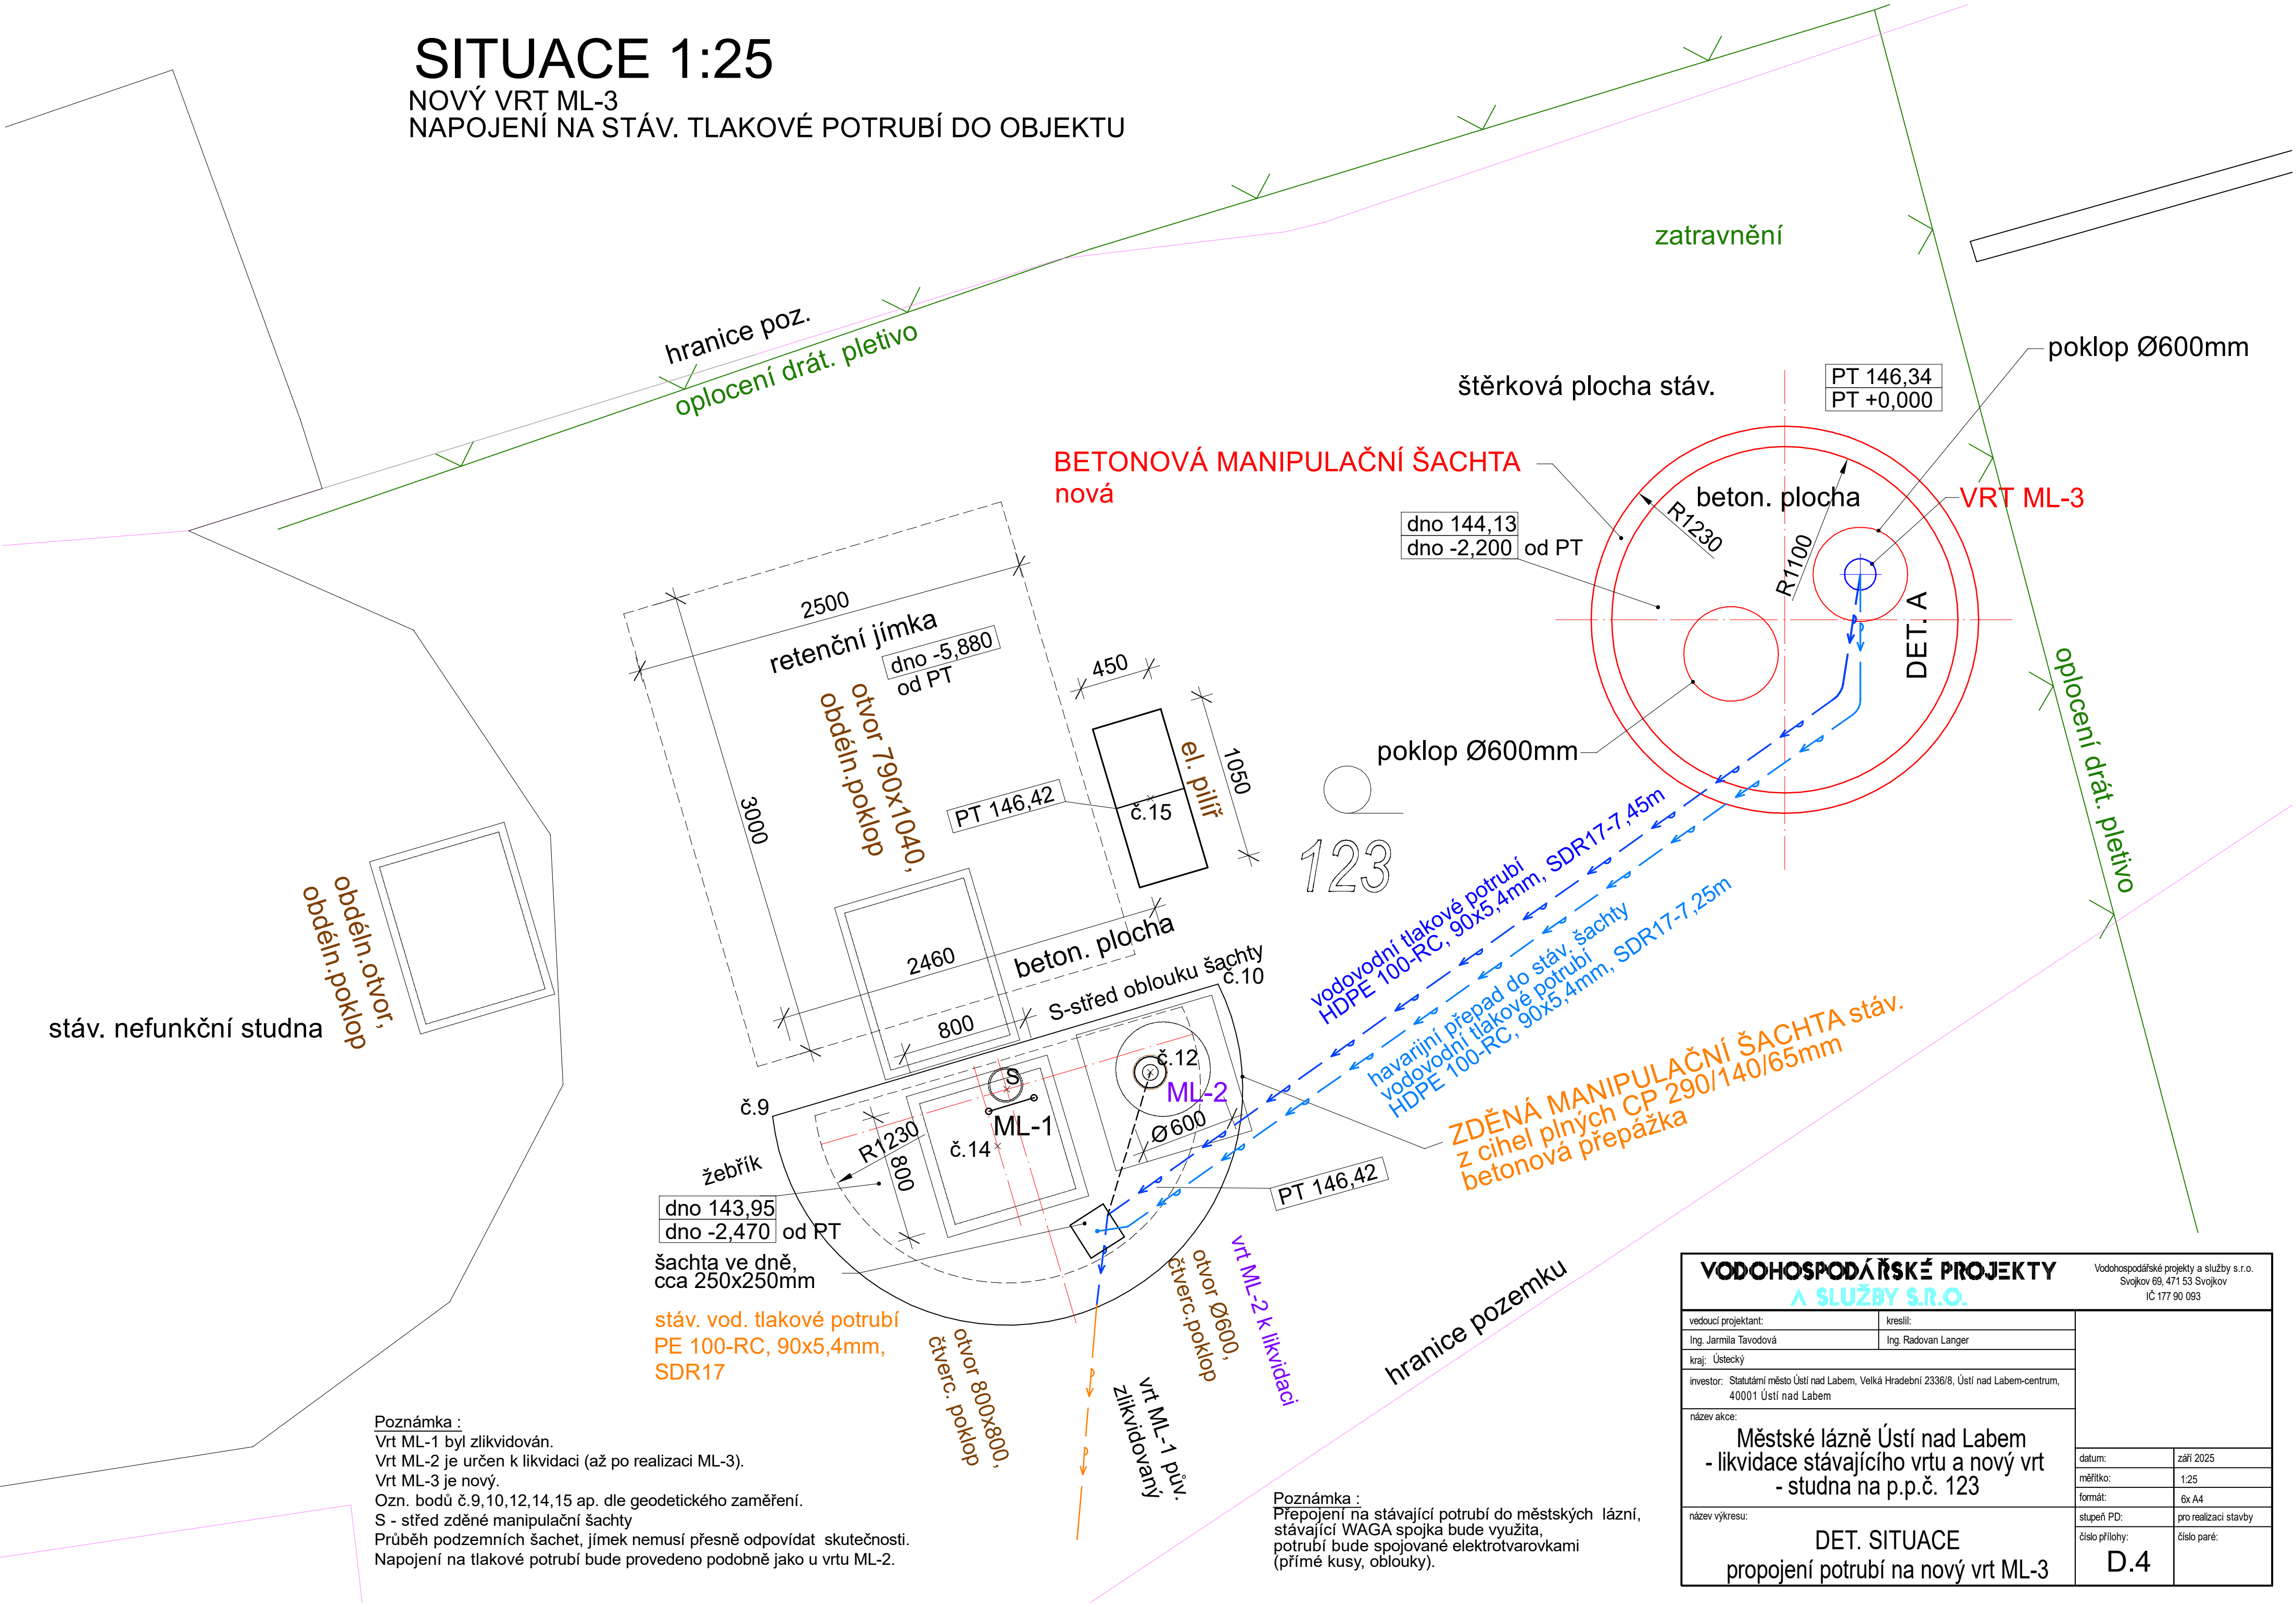 SITUACE 1:25
NOVÝ VRT ML-3
NAPOJENÍ NA STÁV. TLAKOVÉ POTRUBÍ DO OBJEKTU
zatravnění
hranice poz.
oplocení drát. pletivo
poklop Ø600mm
štěrková plocha stáv.
PT 146,34
PT +0,000
BETONOVÁ MANIPULAČNÍ ŠACHTA
nová
beton. plocha
VRT ML-3
R1230
R1100
dno 144,13
dno -2,200 od PT
DET. A
poklop Ø600mm
oplocení drát. pletivo
2500
retenční jímka
dno -5,880
od PT
450
1050
el. pilíř
č.15
PT 146,42
otvor 790x1040,
obdéln.poklop
3000
123
obdéln.otvor,
obdéln.poklop
stáv. nefunkční studna
2460
beton. plocha
800
S-střed oblouku šachty
č.10
č.12
ML-2
S
ML-1
č.14
č.9
R1230
800
Ø600
žebřík
dno 143,95
dno -2,470 od PT
šachta ve dně,
cca 250x250mm
stáv. vod. tlakové potrubí
PE 100-RC, 90x5,4mm,
SDR17
vodovodní tlakové potrubí
HDPE 100-RC, 90x5,4mm, SDR17-7,45m
havarijní přepad do stáv. šachty
vodovodní tlakové potrubí
HDPE 100-RC, 90x5,4mm, SDR17-7,25m
ZDĚNÁ MANIPULAČNÍ ŠACHTA stáv.
z cihel plných CP 290/140/65mm
betonová přepážka
PT 146,42
otvor Ø600,
čtverc.poklop
vrt ML-2 k likvidaci
otvor 800x800,
čtverc. poklop
vrt ML-1 pův.
zlikvidovaný
hranice pozemku
Poznámka :
Vrt ML-1 byl zlikvidován.
Vrt ML-2 je určen k likvidaci (až po realizaci ML-3).
Vrt ML-3 je nový.
Ozn. bodů č.9,10,12,14,15 ap. dle geodetického zaměření.
S - střed zděné manipulační šachty
Průběh podzemních šachet, jímek nemusí přesně odpovídat skutečnosti.
Napojení na tlakové potrubí bude provedeno podobně jako u vrtu ML-2.
Poznámka :
Přepojení na stávající potrubí do městských lázní,
stávající WAGA spojka bude využita,
potrubí bude spojované elektrotvarovkami
(přímé kusy, oblouky).
VODOHOSPODÁŘSKÉ PROJEKTY
A SLUŽBY S.R.O.
Vodohospodářské projekty a služby s.r.o.
Svojkov 69, 471 53 Svojkov
IČ 177 90 093
vedoucí projektant: kreslil:
Ing. Jarmila Tavodová Ing. Radovan Langer
kraj: Ústecký
investor: Statutární město Ústí nad Labem, Velká Hradební 2336/8, Ústí nad Labem-centrum,
40001 Ústí nad Labem
název akce:
Městské lázně Ústí nad Labem
- likvidace stávajícího vrtu a nový vrt
- studna na p.p.č. 123
datum: září 2025
měřítko: 1:25
formát: 6x A4
stupeň PD: pro realizaci stavby
název výkresu:
DET. SITUACE
propojení potrubí na nový vrt ML-3
číslo přílohy: číslo paré:
D.4